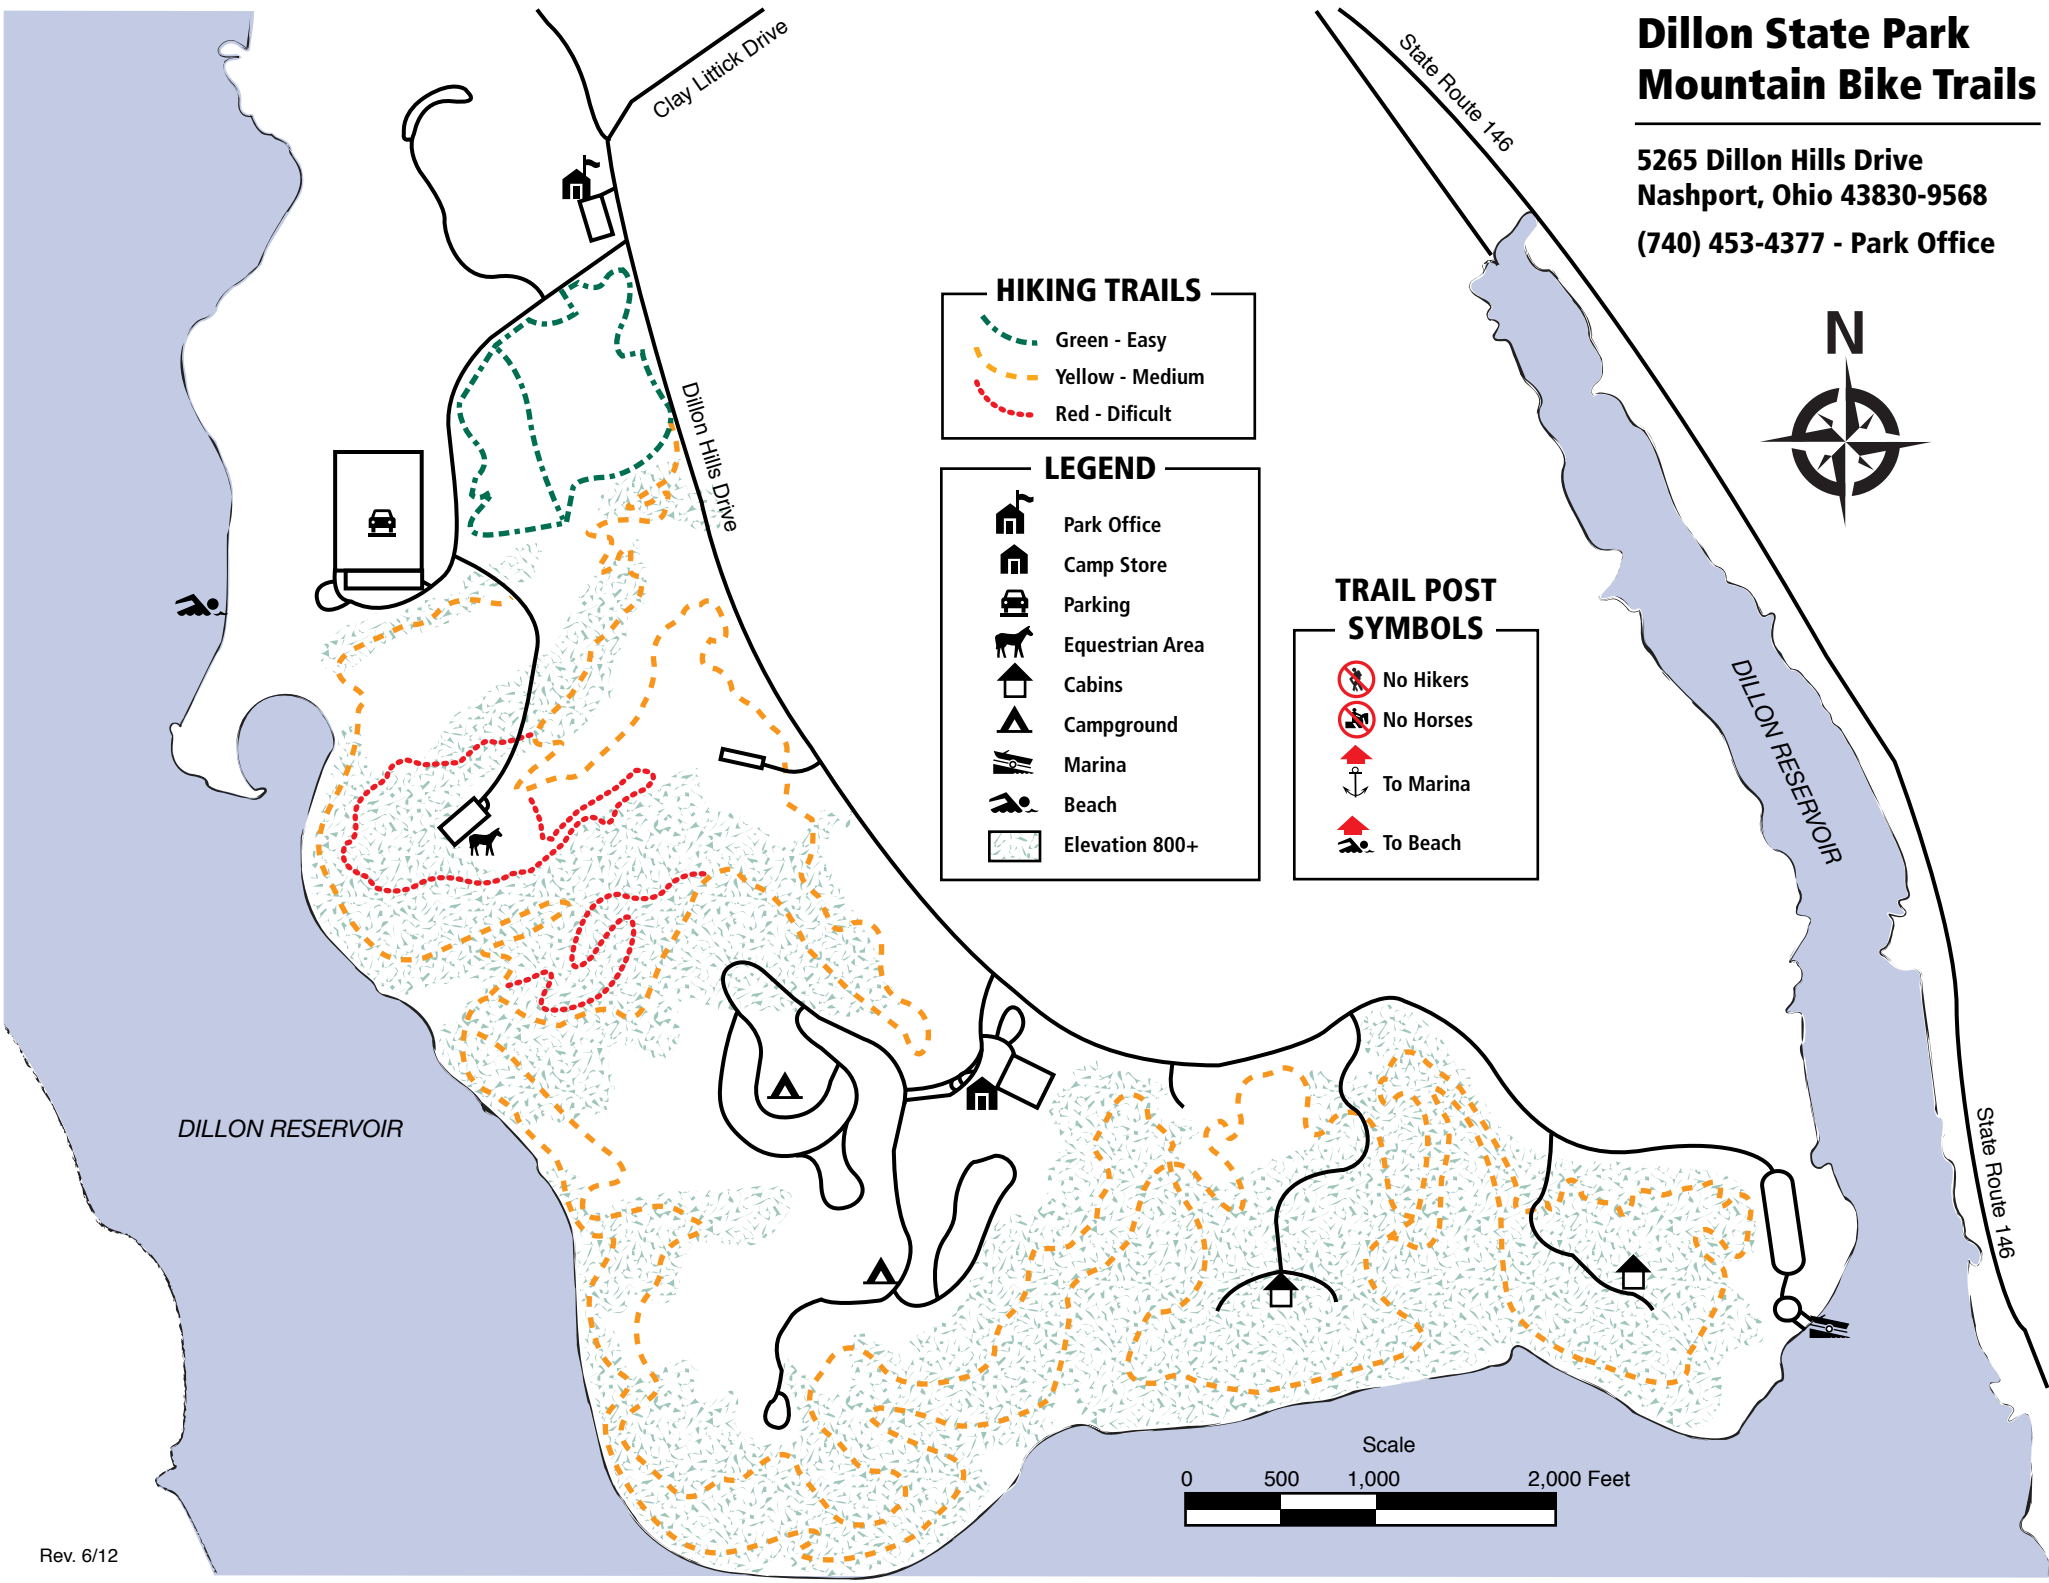 Dillon State Park
Mountain Bike Trails
5265 Dillon Hills Drive
Nashport, Ohio 43830-9568
(740) 453-4377 - Park Office
Clay Littick Drive
State Route 146
N
HIKING TRAILS
Green - Easy
Yellow - Medium
Red - Dificult
Dillon Hills Drive
LEGEND
Park Office
Camp Store
Parking
Equestrian Area
Cabins
Campground
Marina
Beach
Elevation 800+
TRAIL POST
SYMBOLS
No Hikers
No Horses
To Marina
To Beach
DILLON RESERVOIR
DILLON RESERVOIR
State Route 146
Scale
0 500 1,000 2,000 Feet
Rev. 6/12